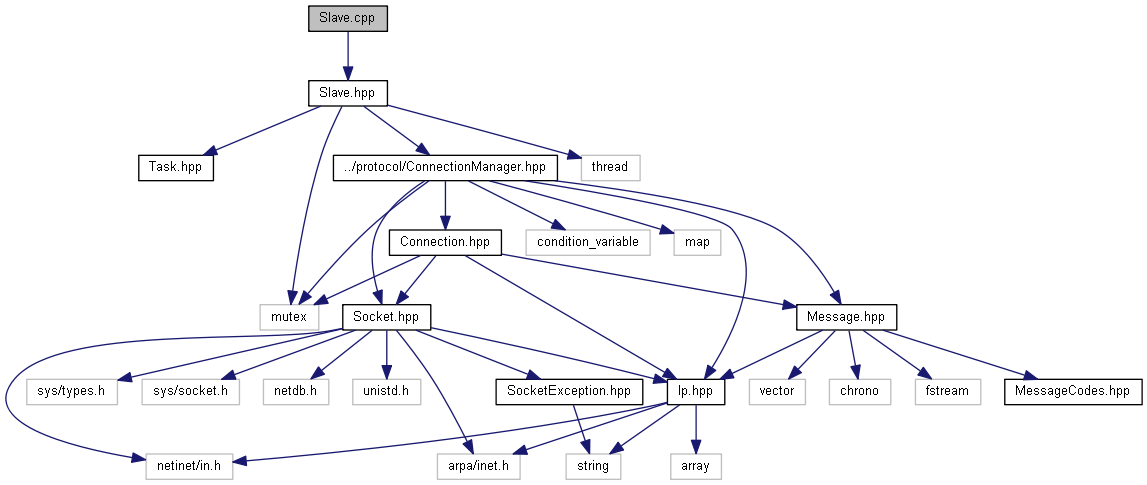 Slave.cpp
Slave.hpp
Task.hpp
../protocol/ConnectionManager.hpp
thread
Connection.hpp
condition_variable
map
mutex
Socket.hpp
Message.hpp
sys/types.h
sys/socket.h
netdb.h
unistd.h
SocketException.hpp
Ip.hpp
vector
chrono
fstream
MessageCodes.hpp
netinet/in.h
arpa/inet.h
string
array